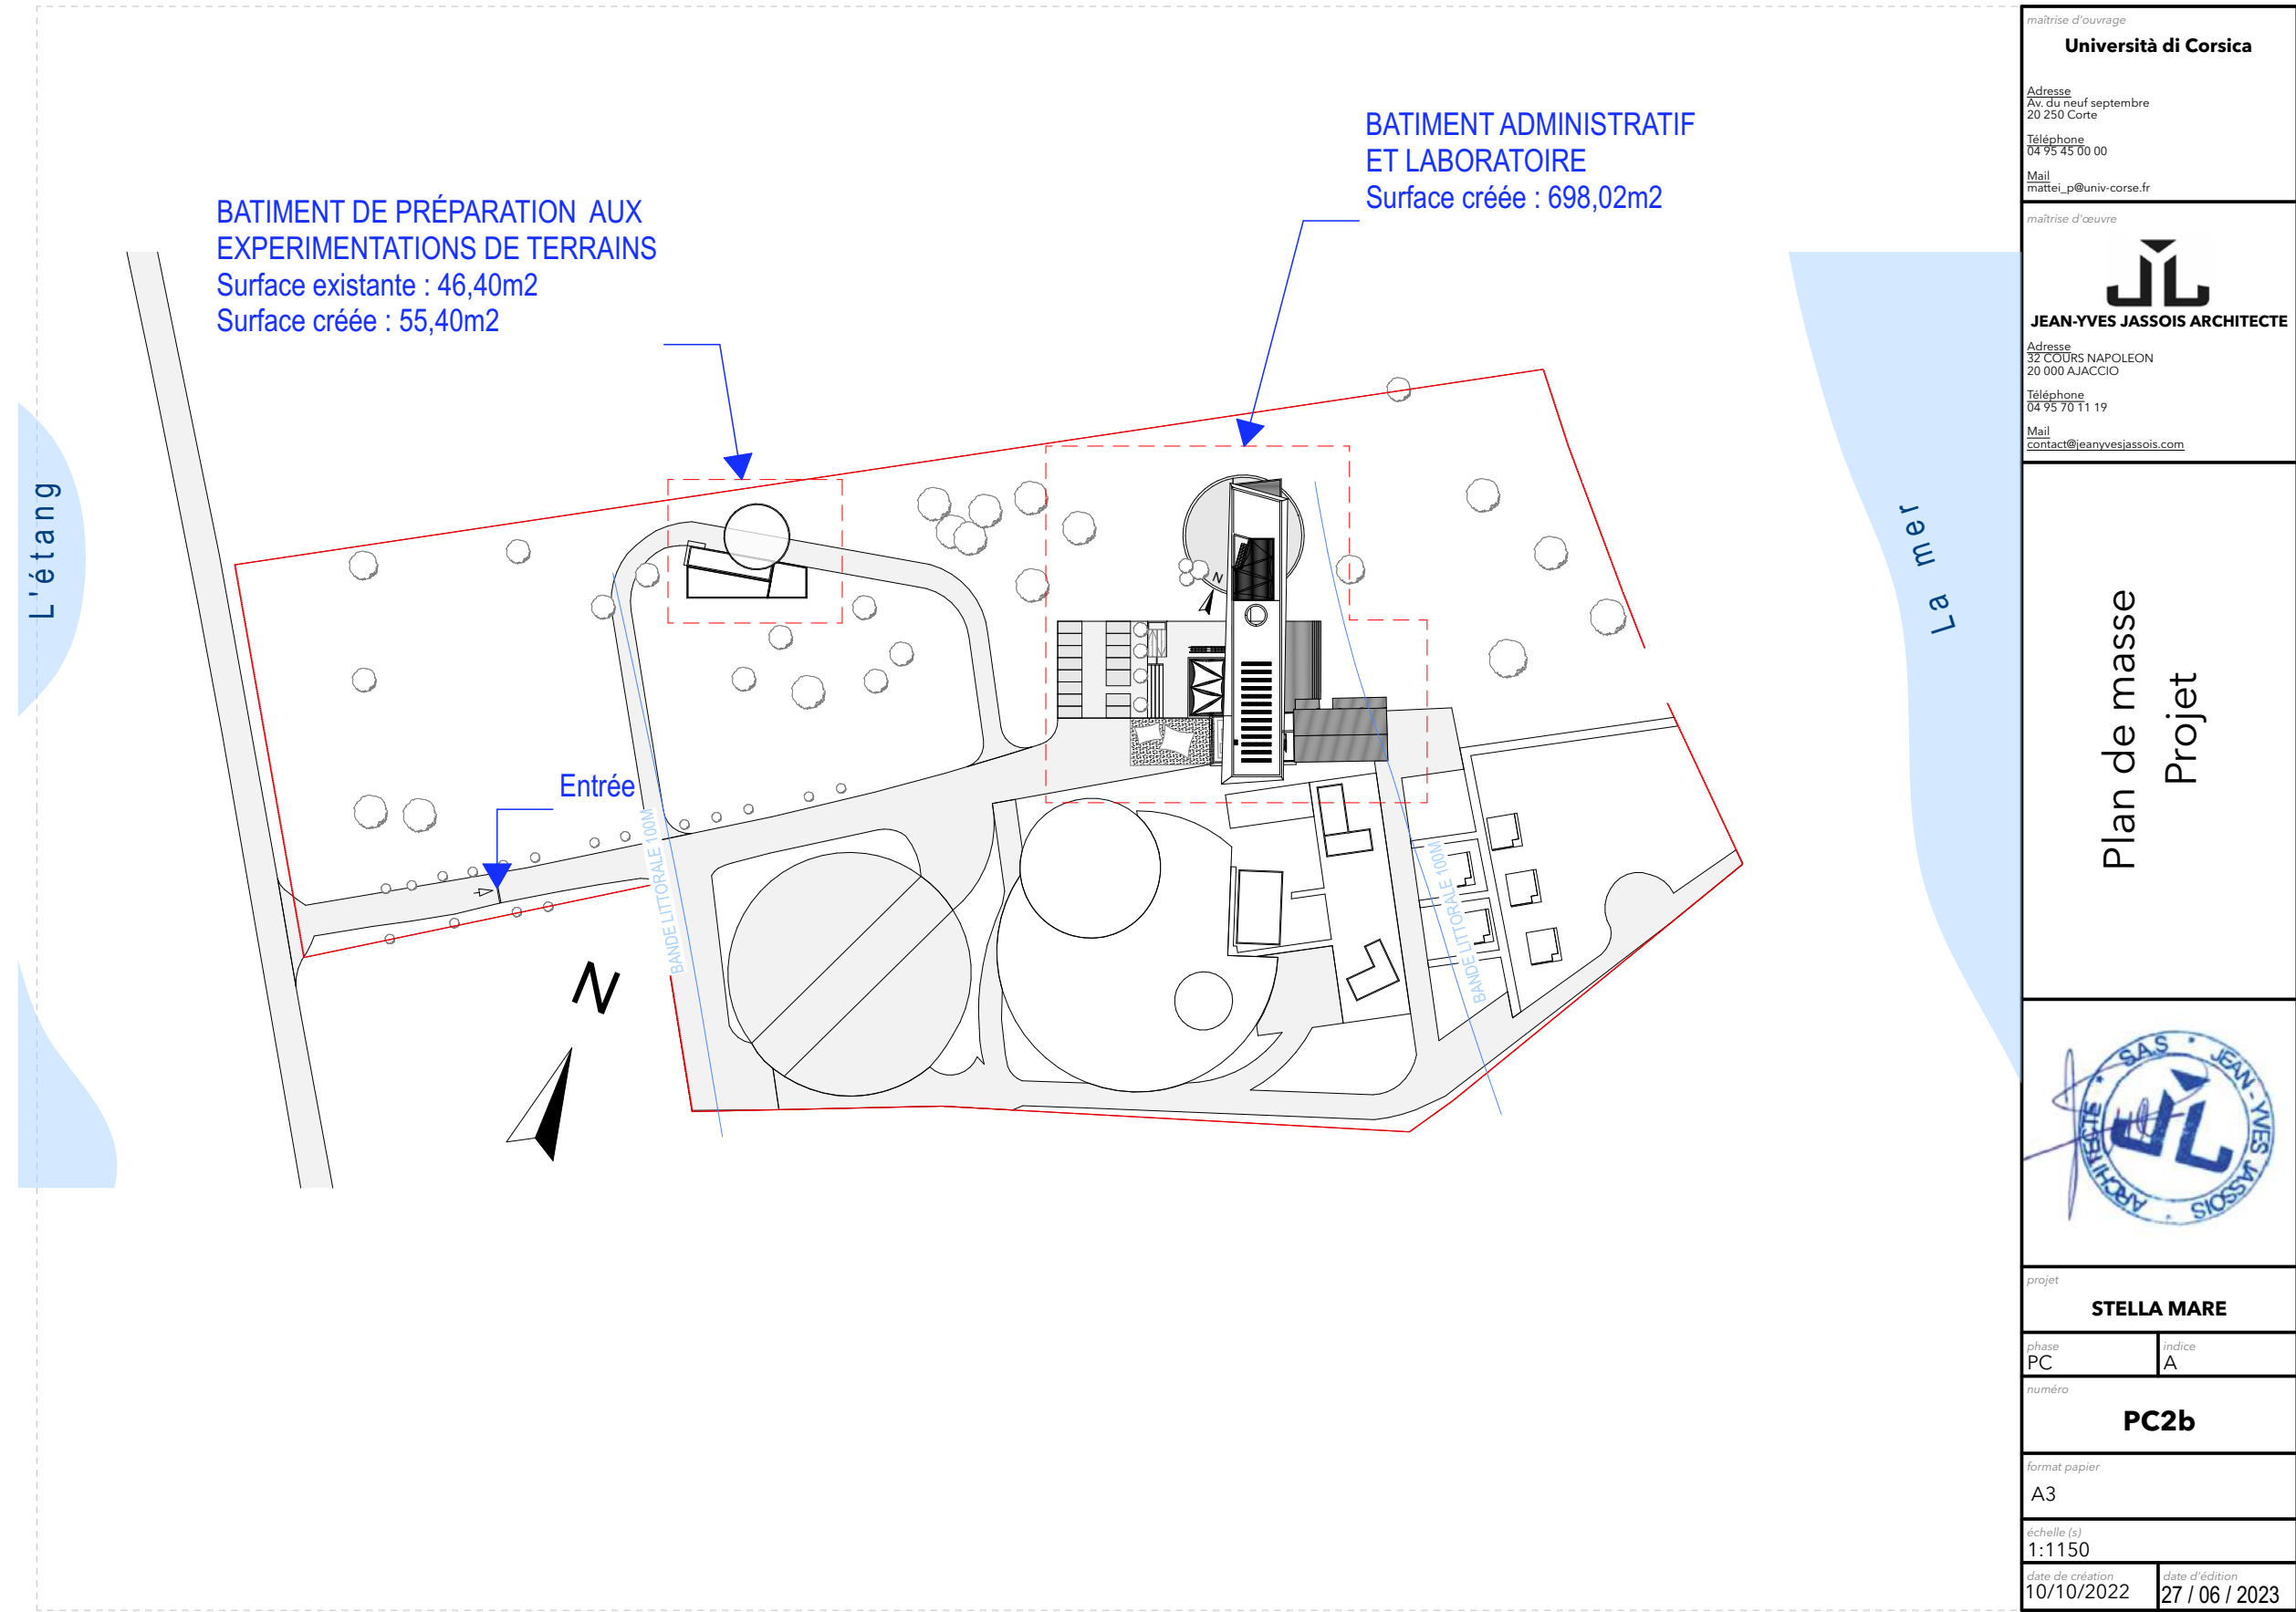 BATIMENT DE PRÉPARATION AUX
EXPERIMENTATIONS DE TERRAINS
Surface existante : 46,40m2
Surface créée : 55,40m2
BATIMENT ADMINISTRATIF
ET LABORATOIRE
Surface créée : 698,02m2
L'étang
La mer
Entrée
BANDE LITTORALE 100M
BANDE LITTORALE 100M
N
N
maîtrise d'ouvrage
Università di Corsica
Adresse
Av. du neuf septembre
20 250 Corte
Téléphone
04 95 45 00 00
Mail
mattei_p@univ-corse.fr
maîtrise d'œuvre
JEAN-YVES JASSOIS ARCHITECTE
Adresse
32 COURS NAPOLEON
20 000 AJACCIO
Téléphone
04 95 70 11 19
Mail
contact@jeanyvesjassois.com
Plan de masse
Projet
SAS * JEAN-YVES JASSOIS * ARCHITECTE *
projet
STELLA MARE
phase
PC
indice
A
numéro
PC2b
format papier
A3
échelle (s)
1:1150
date de création
10/10/2022
date d'édition
27 / 06 / 2023